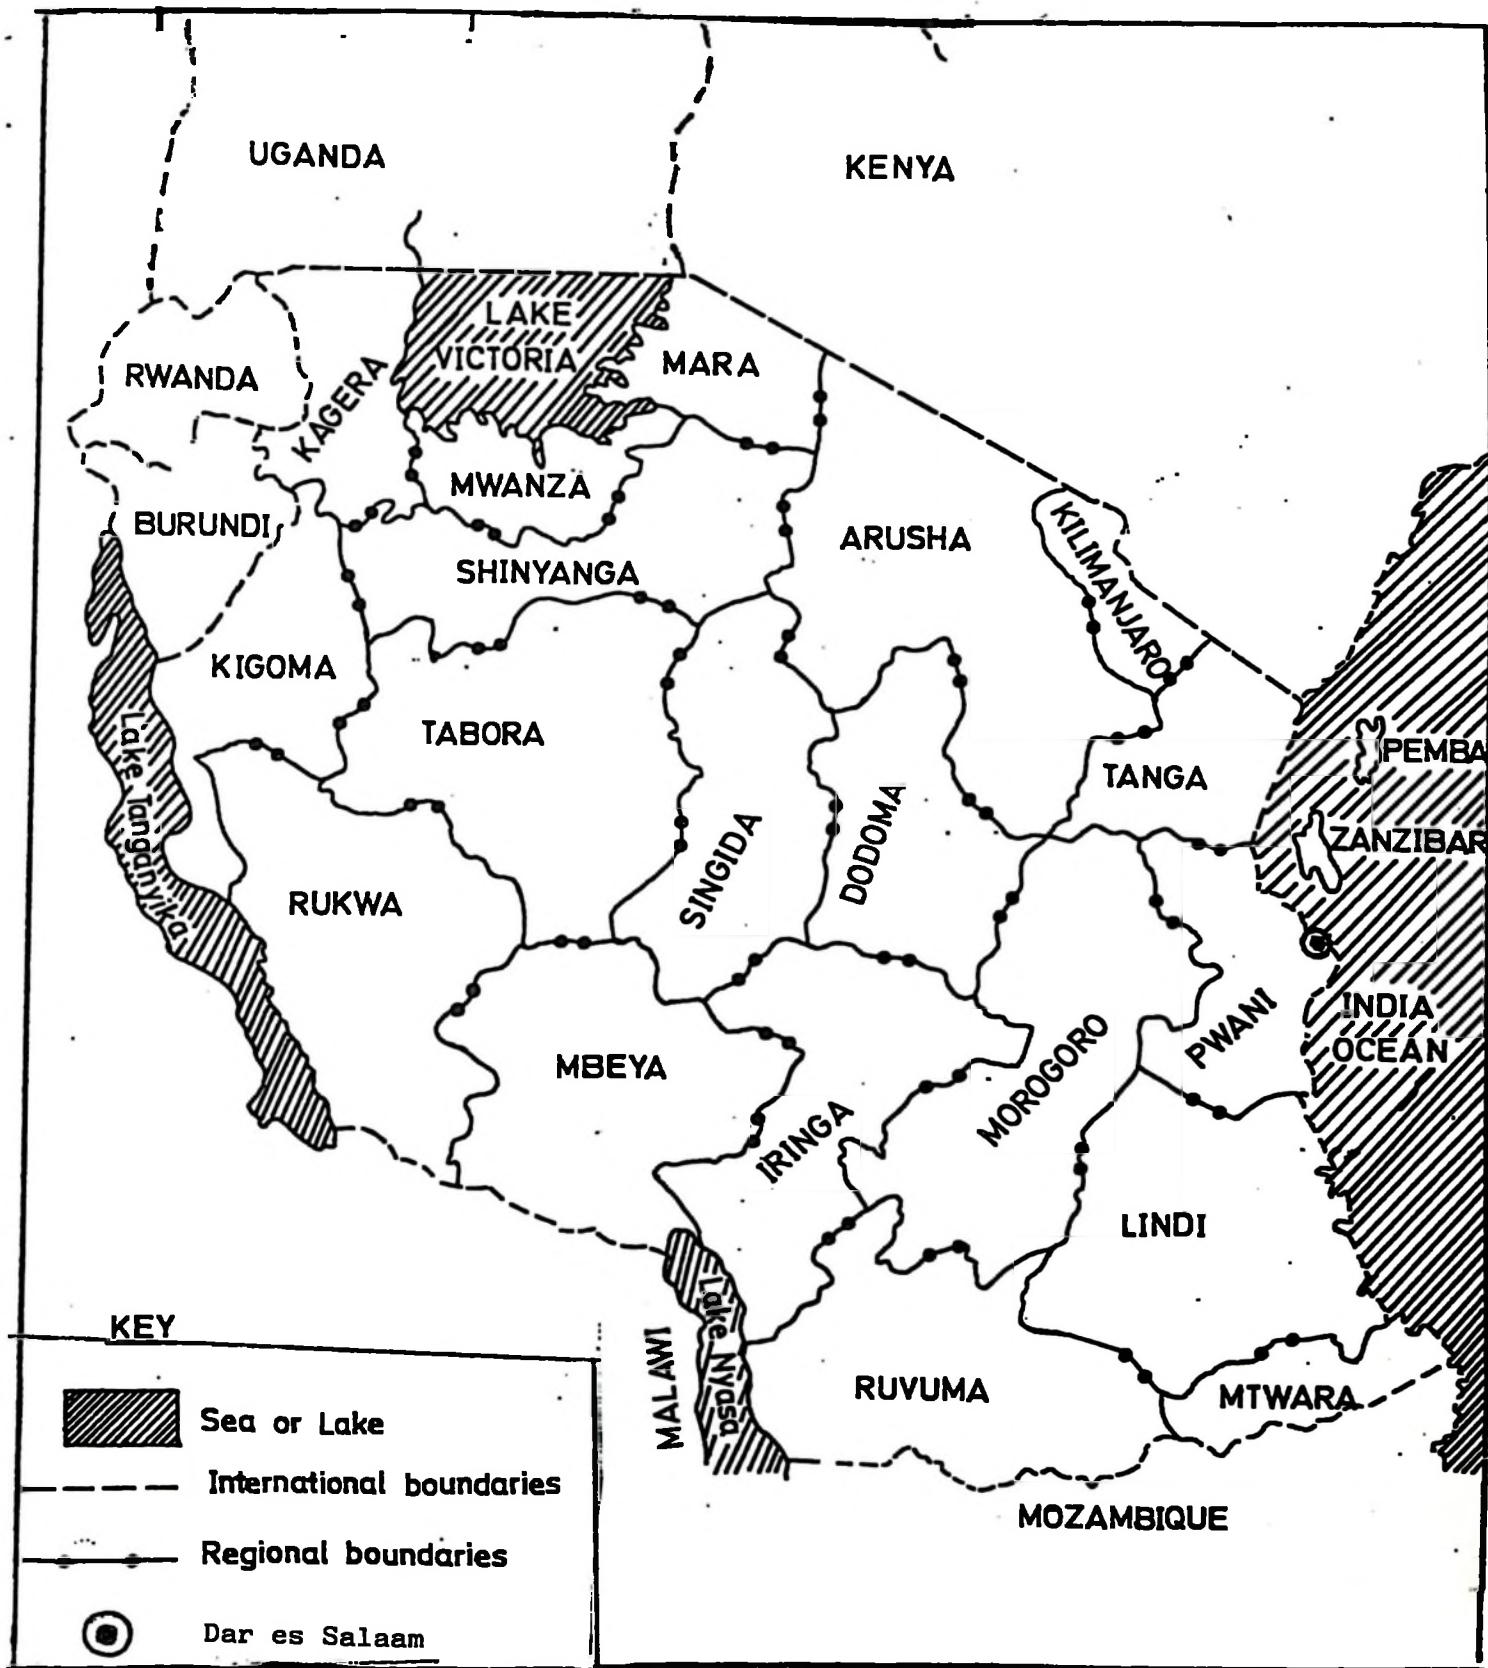 UGANDA
KENYA
LAKE
VICTORIA
MARA
RWANDA
KAGERA
MWANZA
BURUNDI
ARUSHA
KILIMANJARO
SHINYANGA
KIGOMA
TABORA
Lake Tanganyika
TANGA
PEMBA
ZANZIBAR
SINGIDA
DODOMA
RUKWA
INDIA
OCEAN
PWANI
MBEYA
MOROGORO
IRINGA
LINDI
Lake Nyasa
MALAWI
RUVUMA
MTWARA
MOZAMBIQUE
KEY
Sea or Lake
International boundaries
Regional boundaries
Dar es Salaam